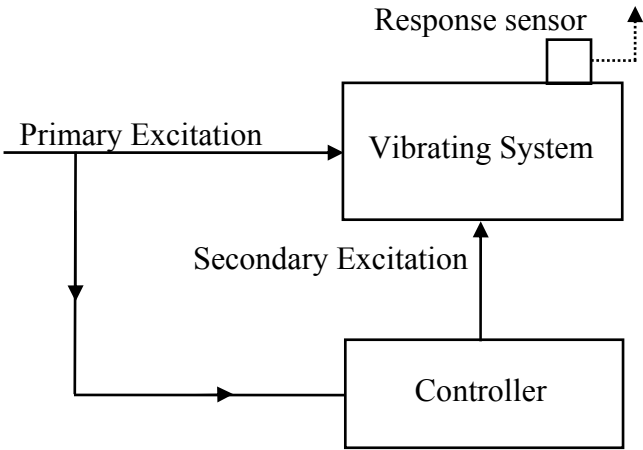 Response sensor
Primary Excitation
Vibrating System
Secondary Excitation
Controller